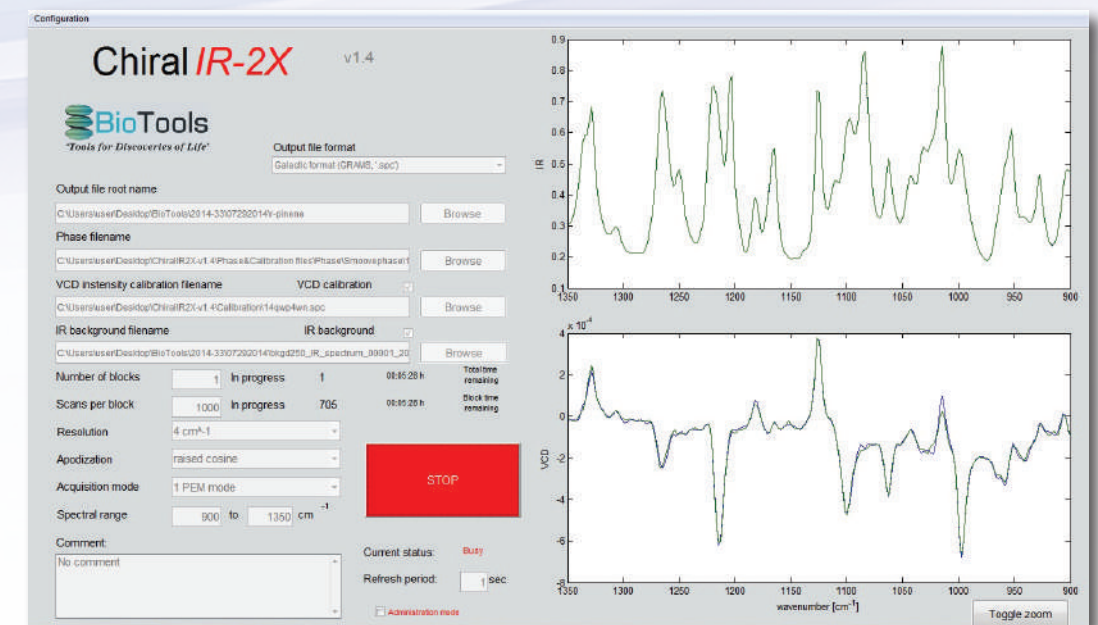 Configuration
Chiral IR-2X v1.4
BioTools
"Tools for Discoveries of Life"
Output file format
Galactic format (GRAMS, '.spc')
Output file root name
C:\Users\user\Desktop\BioTools\2014-33\07292014\r-pinene
Browse
Phase filename
Browse
VCD instensity calibration filename
VCD calibration
C:\Users\user\Desktop\ChiralIR2X-v1.4\Calibration\14qwp4wn.spc
Browse
IR background filename
IR background
C:\Users\user\Desktop\BioTools\2014-33\07292014\bkgd250_IR_spectrum_00001_20
Browse
Number of blocks 1 In progress 1 00:05:28 h Total time remaining
Scans per block 1000 In progress 705 00:05:28 h Block time remaining
Resolution 4 cm^-1
Apodization raised cosine
Acquisition mode 1 PEM mode
Spectral range 900 to 1350 cm -1
STOP
Comment:
No comment
Current status: Busy
Refresh period: 1 sec
Administration mode
0.9
0.8
0.7
0.6
0.5
0.4
0.3
0.2
0.1
IR
1350 1300 1250 1200 1150 1100 1050 1000 950 900
x 10-4
4
2
0
-2
-4
-6
-8
VCD
1350 1300 1250 1200 1150 1100 1050 1000 950 900
wavenumber [cm-1]
Toggle zoom